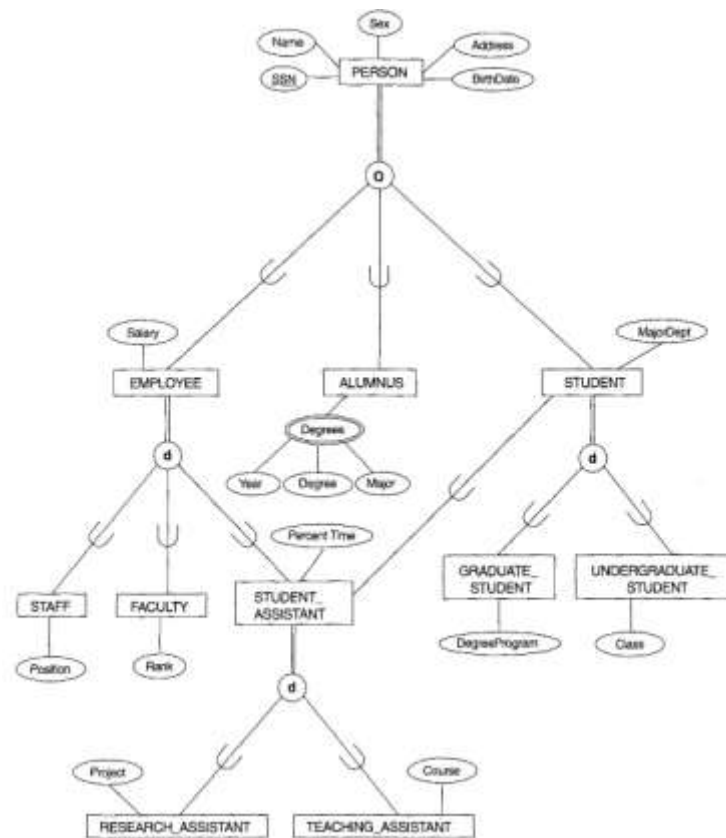 Sex
Name
Address
SSN
PERSON
BirthDate
O
Salary
MajorDept
EMPLOYEE
ALUMNUS
STUDENT
Degrees
d
d
Year
Degree
Major
Percent Time
GRADUATE_
STUDENT
UNDERGRADUATE_
STUDENT
STAFF
FACULTY
STUDENT_
ASSISTANT
Position
Rank
DegreeProgram
Class
d
Project
Course
RESEARCH_ASSISTANT
TEACHING_ASSISTANT